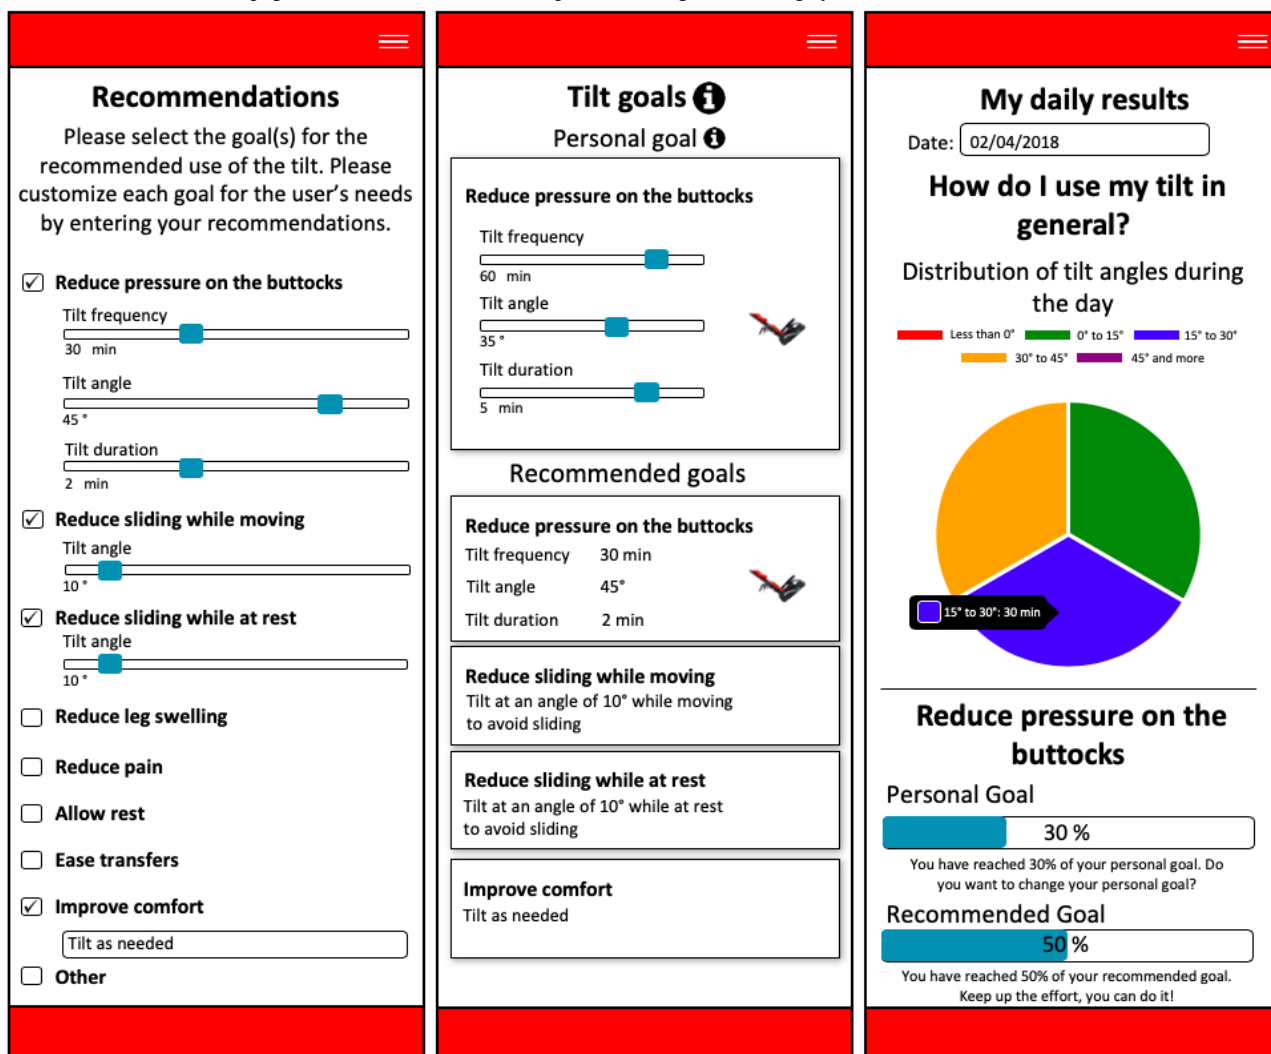 Recommendations
Please select the goal(s) for the
recommended use of the tilt. Please
customize each goal for the user's needs
by entering your recommendations.
Reduce pressure on the buttocks
Tilt frequency
30 min
Tilt angle
45 °
Tilt duration
2 min
Reduce sliding while moving
Tilt angle
10 °
Reduce sliding while at rest
Tilt angle
10 °
Reduce leg swelling
Reduce pain
Allow rest
Ease transfers
Improve comfort
Tilt as needed
Other
Tilt goals
Personal goal
Reduce pressure on the buttocks
Tilt frequency
60 min
Tilt angle
35 °
Tilt duration
5 min
Recommended goals
Reduce pressure on the buttocks
Tilt frequency 30 min
Tilt angle 45°
Tilt duration 2 min
Reduce sliding while moving
Tilt at an angle of 10° while moving
to avoid sliding
Reduce sliding while at rest
Tilt at an angle of 10° while at rest
to avoid sliding
Improve comfort
Tilt as needed
My daily results
Date: 02/04/2018
How do I use my tilt in
general?
Distribution of tilt angles during
the day
Less than 0° 0° to 15° 15° to 30°
30° to 45° 45° and more
15° to 30°: 30 min
Reduce pressure on the
buttocks
Personal Goal
30 %
You have reached 30% of your personal goal. Do
you want to change your personal goal?
Recommended Goal
50 %
You have reached 50% of your recommended goal.
Keep up the effort, you can do it!